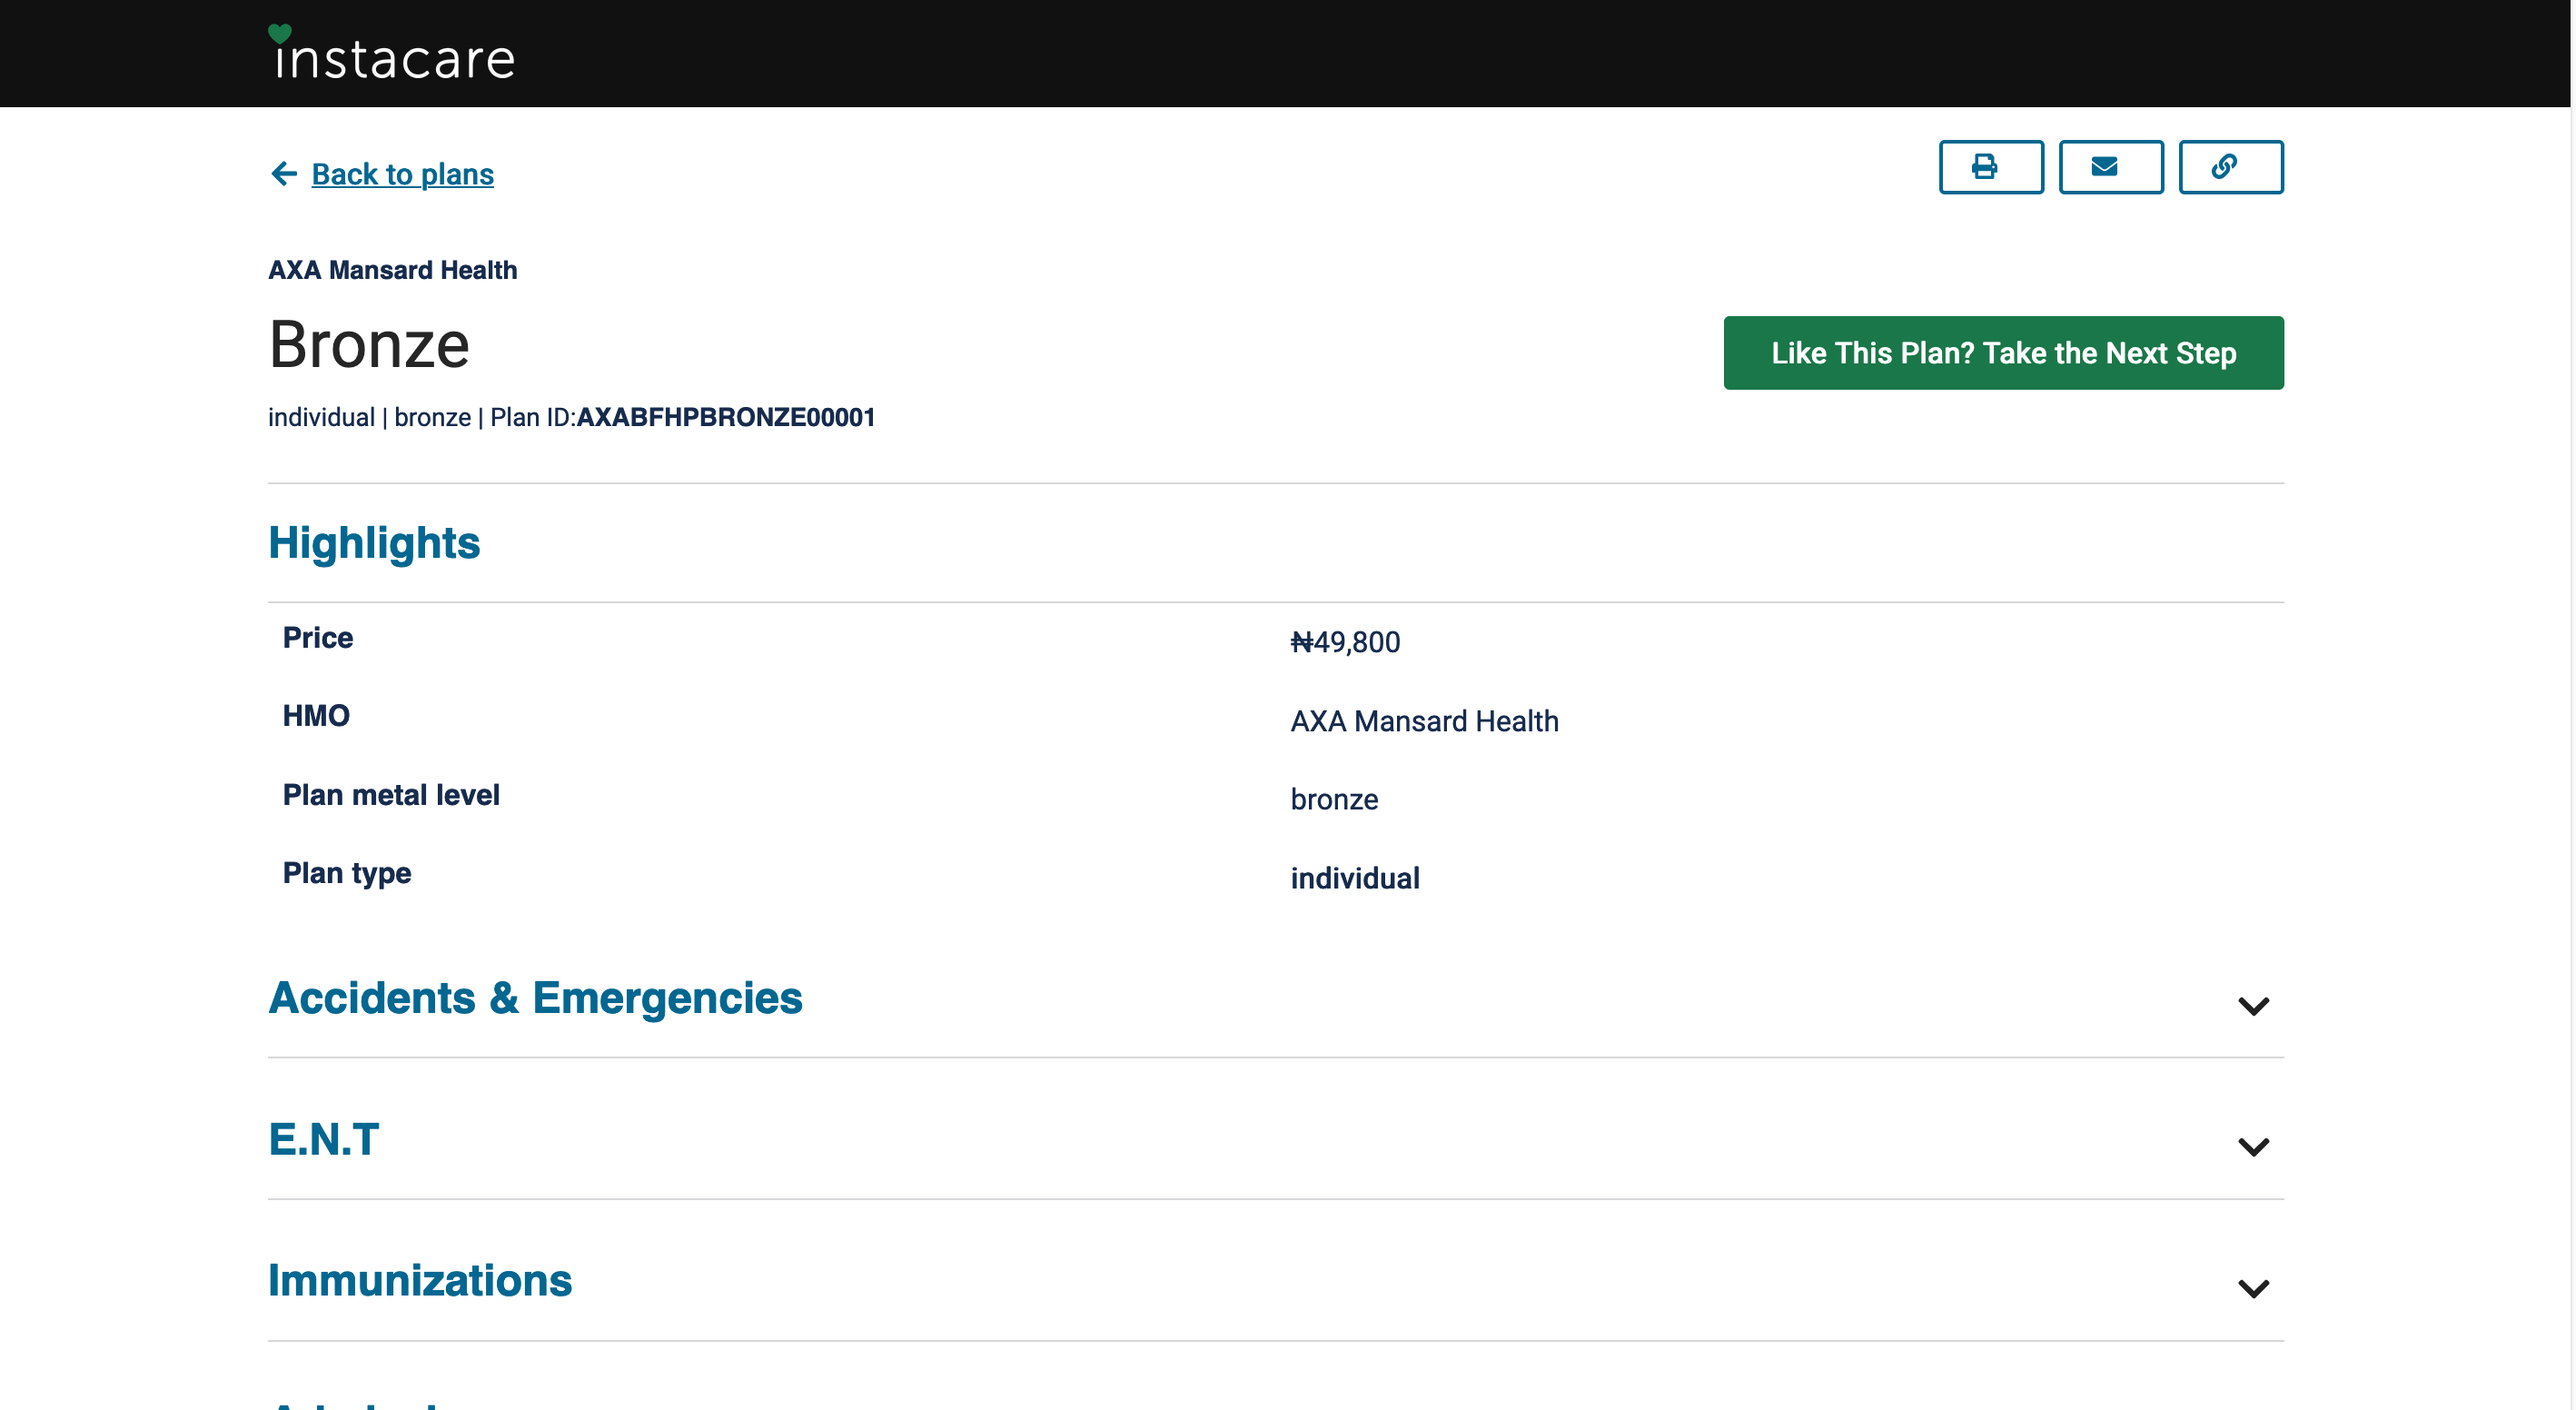 instacare
Back to plans
AXA Mansard Health
Bronze
Like This Plan? Take the Next Step
individual | bronze | Plan ID:AXABFHPBRONZE00001
Highlights
Price
₦49,800
HMO
AXA Mansard Health
Plan metal level
bronze
Plan type
individual
Accidents & Emergencies
E.N.T
Immunizations